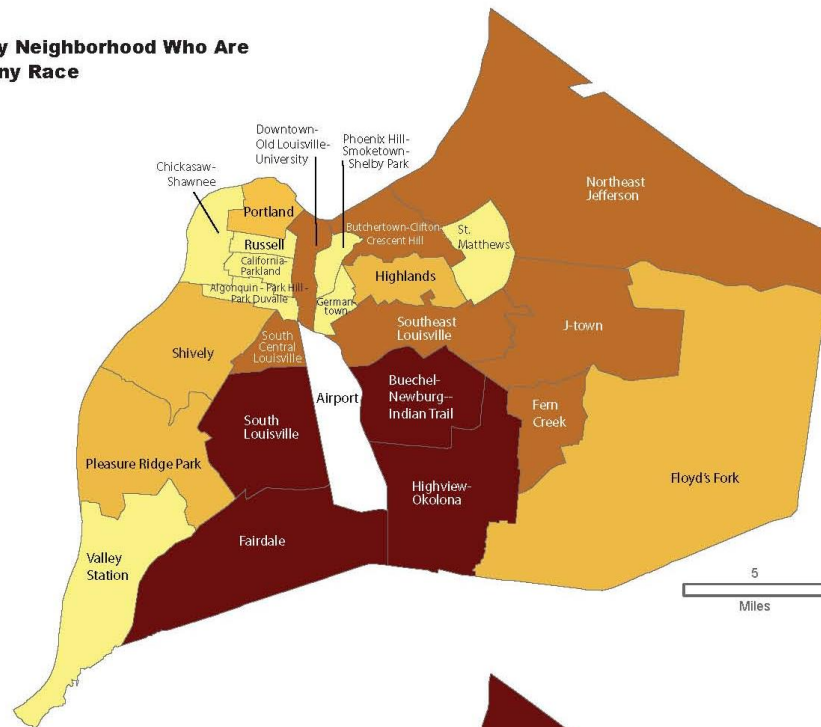 y Neighborhood Who Are
ny Race
Downtown-
Old Louisville-
University
Phoenix Hill-
Smoketown-
Shelby Park
Chickasaw-
Shawnee
Northeast
Jefferson
Portland
Butchertown-Clifton-
Crescent Hill
St.
Matthews
Russell
California-
Parkland
Highlands
Algonquin - Park Hill-
Park Duvalle
German-
town
Southeast
Louisville
J-town
South
Central
Louisville
Shively
Buechel-
Newburg--
Indian Trail
Airport
Fern
Creek
South
Louisville
Pleasure Ridge Park
Floyd's Fork
Highview-
Okolona
Fairdale
Valley
Station
5
Miles